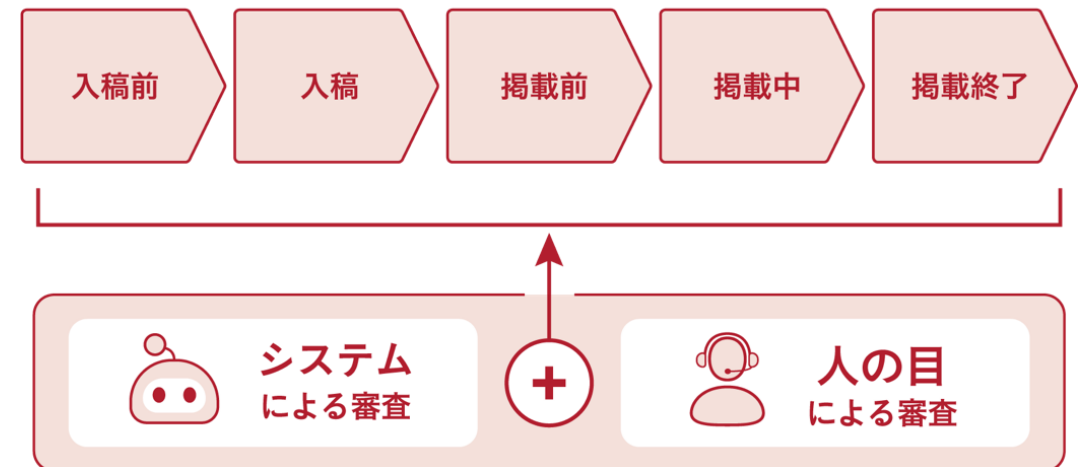 入稿前
入稿
掲載前
掲載中
掲載終了
システム
による審査
+
人の目
による審査